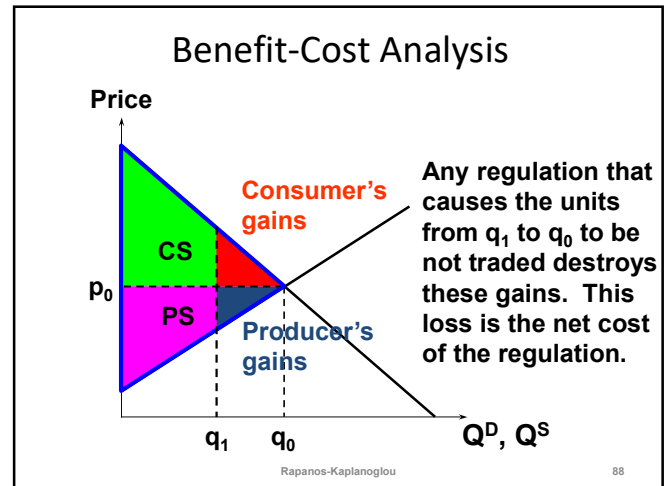 Benefit-Cost Analysis
Price
Consumer's
gains
CS
p₀
PS
Producer's
gains
q₁ q₀
Qᴰ, Qˢ
Any regulation that
causes the units
from q₁ to q₀ to be
not traded destroys
these gains. This
loss is the net cost
of the regulation.
Rapanos-Kaplanoglou 88